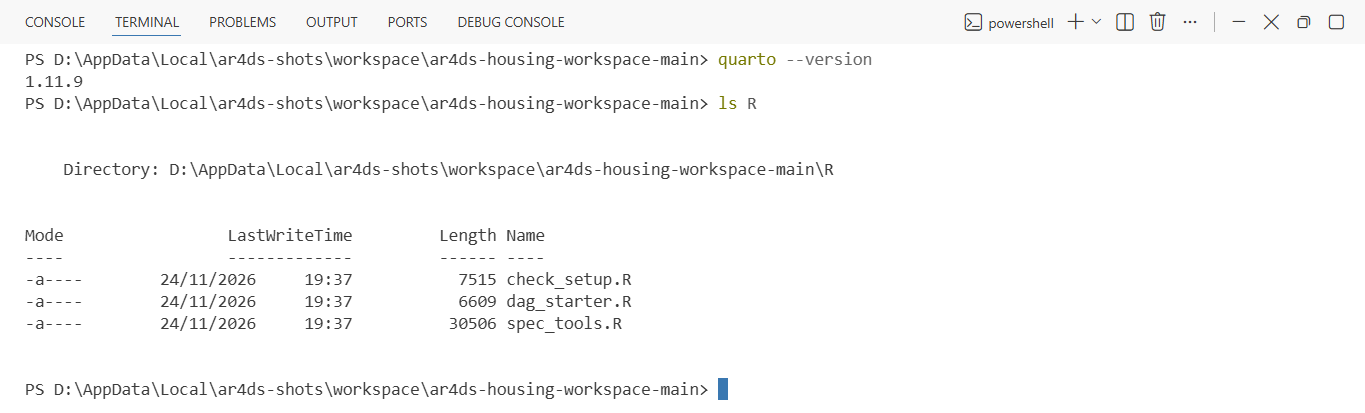 CONSOLE TERMINAL PROBLEMS OUTPUT PORTS DEBUG CONSOLE powershell
PS D:\AppData\Local\ar4ds-shots\workspace\ar4ds-housing-workspace-main> quarto --version
1.11.9
PS D:\AppData\Local\ar4ds-shots\workspace\ar4ds-housing-workspace-main> ls R
Directory: D:\AppData\Local\ar4ds-shots\workspace\ar4ds-housing-workspace-main\R
Mode LastWriteTime Length Name
---- ------------- ------ ----
-a---- 24/11/2026 19:37 7515 check_setup.R
-a---- 24/11/2026 19:37 6609 dag_starter.R
-a---- 24/11/2026 19:37 30506 spec_tools.R
PS D:\AppData\Local\ar4ds-shots\workspace\ar4ds-housing-workspace-main>